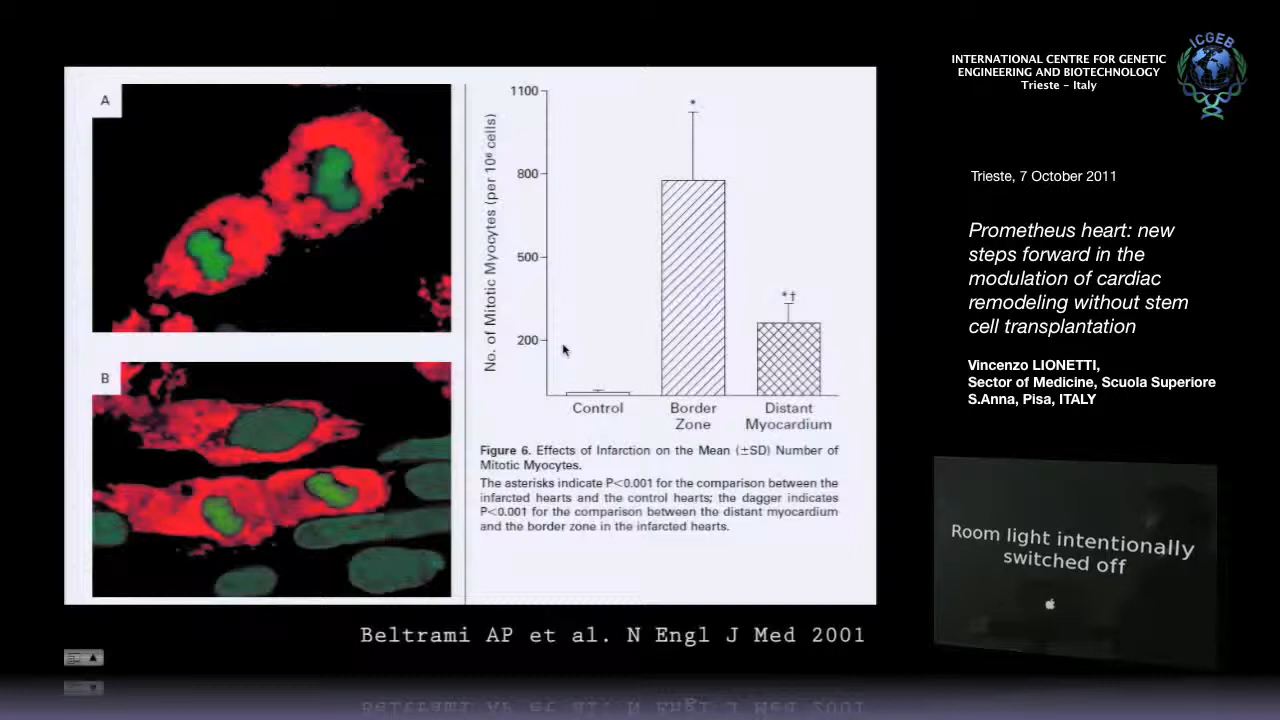 A
B
1100
800
500
200
No. of Mitotic Myocytes (per 10⁶ cells)
*
*†
Control
Border
Zone
Distant
Myocardium
Figure 6. Effects of Infarction on the Mean (±SD) Number of
Mitotic Myocytes.
The asterisks indicate P<0.001 for the comparison between the
infarcted hearts and the control hearts; the dagger indicates
P<0.001 for the comparison between the distant myocardium
and the border zone in the infarcted hearts.
Beltrami AP et al. N Engl J Med 2001
INTERNATIONAL CENTRE FOR GENETIC
ENGINEERING AND BIOTECHNOLOGY
Trieste – Italy
ICGEB
Trieste, 7 October 2011
Prometheus heart: new
steps forward in the
modulation of cardiac
remodeling without stem
cell transplantation
Vincenzo LIONETTI,
Sector of Medicine, Scuola Superiore
S.Anna, Pisa, ITALY
Room light intentionally
switched off